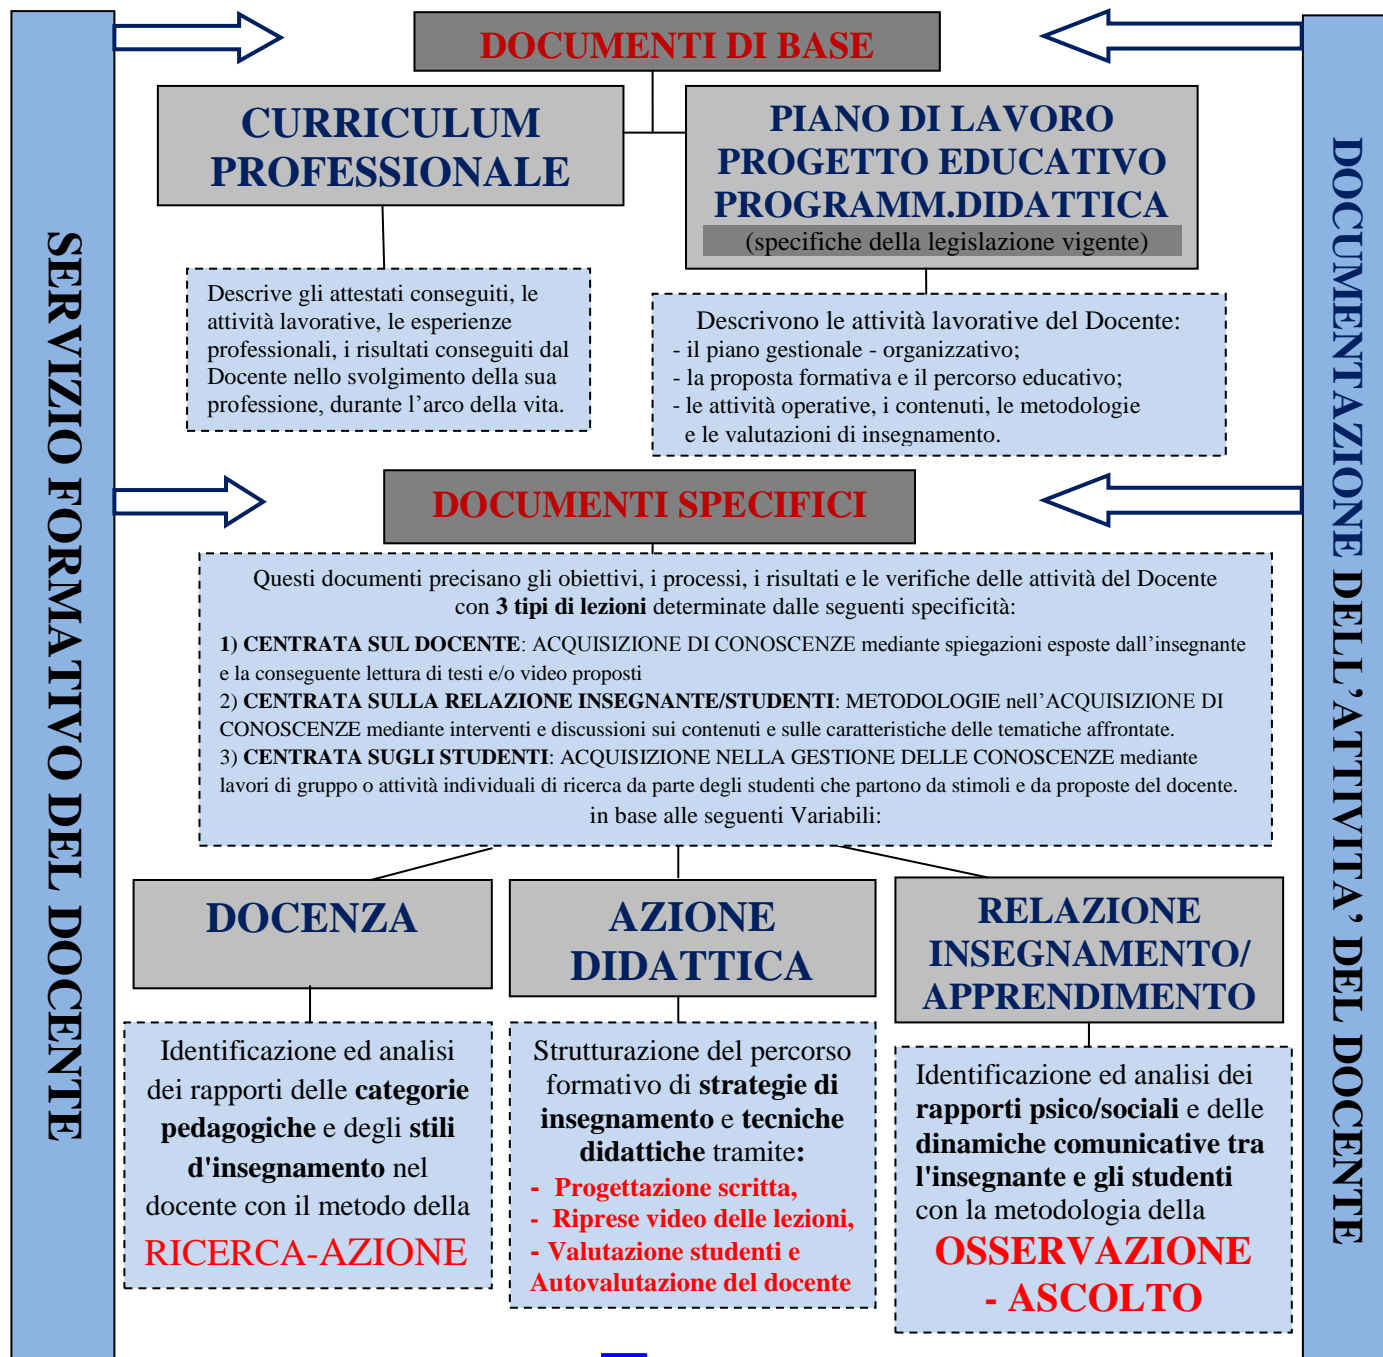 SERVIZIO FORMATIVO DEL DOCENTE
DOCUMENTI DI BASE
CURRICULUM
PROFESSIONALE
PIANO DI LAVORO
PROGETTO EDUCATIVO
PROGRAMM.DIDATTICA
(specifiche della legislazione vigente)
Descrive gli attestati conseguiti, le
attività lavorative, le esperienze
professionali, i risultati conseguiti dal
Docente nello svolgimento della sua
professione, durante l’arco della vita.
Descrivono le attività lavorative del Docente:
- il piano gestionale - organizzativo;
- la proposta formativa e il percorso educativo;
- le attività operative, i contenuti, le metodologie
e le valutazioni di insegnamento.
DOCUMENTI SPECIFICI
Questi documenti precisano gli obiettivi, i processi, i risultati e le verifiche delle attività del Docente
con 3 tipi di lezioni determinate dalle seguenti specificità:
1) CENTRATA SUL DOCENTE: ACQUISIZIONE DI CONOSCENZE mediante spiegazioni esposte dall’insegnante
e la conseguente lettura di testi e/o video proposti
2) CENTRATA SULLA RELAZIONE INSEGNANTE/STUDENTI: METODOLOGIE nell’ACQUISIZIONE DI
CONOSCENZE mediante interventi e discussioni sui contenuti e sulle caratteristiche delle tematiche affrontate.
3) CENTRATA SUGLI STUDENTI: ACQUISIZIONE NELLA GESTIONE DELLE CONOSCENZE mediante
lavori di gruppo o attività individuali di ricerca da parte degli studenti che partono da stimoli e da proposte del docente.
in base alle seguenti Variabili:
DOCENZA
Identificazione ed analisi
dei rapporti delle categorie
pedagogiche e degli stili
d'insegnamento nel
docente con il metodo della
RICERCA-AZIONE
AZIONE
DIDATTICA
Strutturazione del percorso
formativo di strategie di
insegnamento e tecniche
didattiche tramite:
- Progettazione scritta,
- Riprese video delle lezioni,
- Valutazione studenti e
Autovalutazione del docente
RELAZIONE
INSEGNAMENTO/
APPRENDIMENTO
Identificazione ed analisi dei
rapporti psico/sociali e delle
dinamiche comunicative tra
l'insegnante e gli studenti
con la metodologia della
OSSERVAZIONE
- ASCOLTO
DOCUMENTAZIONE DELL’ATTIVITA’ DEL DOCENTE